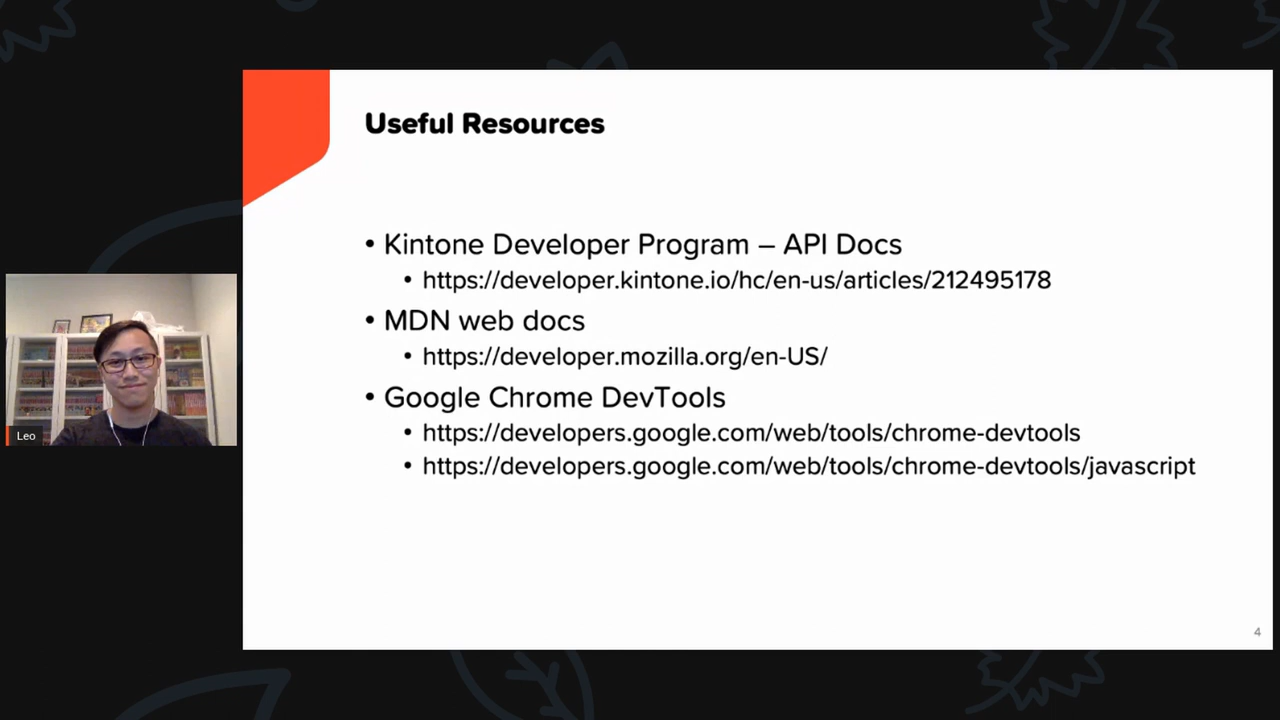 Useful Resources
• Kintone Developer Program – API Docs
• https://developer.kintone.io/hc/en-us/articles/212495178
• MDN web docs
• https://developer.mozilla.org/en-US/
• Google Chrome DevTools
• https://developers.google.com/web/tools/chrome-devtools
• https://developers.google.com/web/tools/chrome-devtools/javascript
Leo
4